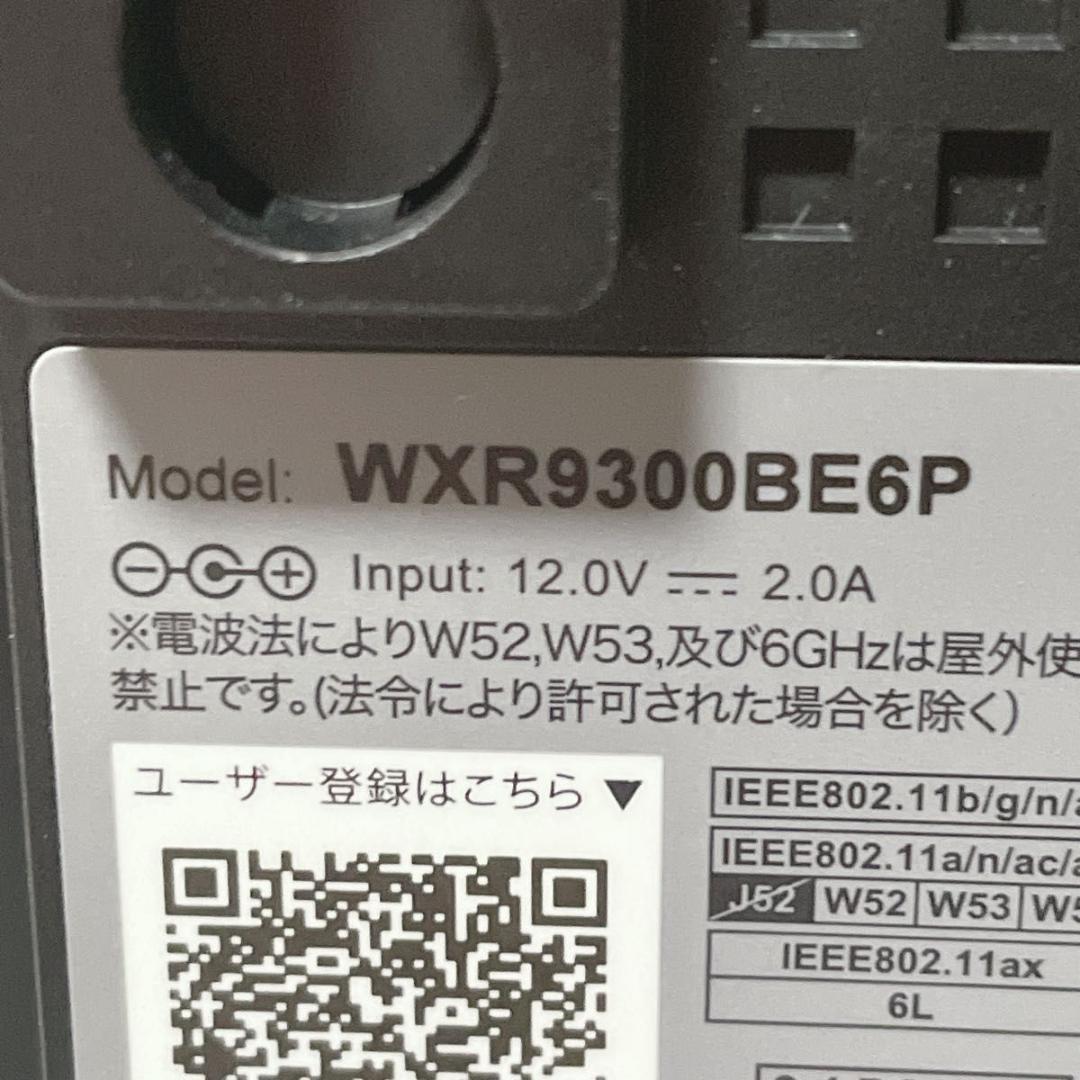 Model: WXR9300BE6P
Input: 12.0V 2.0A
※電波法によりW52,W53,及び6GHzは屋外使
禁止です。(法令により許可された場合を除く)
ユーザー登録はこちら▼
IEEE802.11b/g/n/a
IEEE802.11a/n/ac/a
J52 W52 W53 W5
IEEE802.11ax
6L